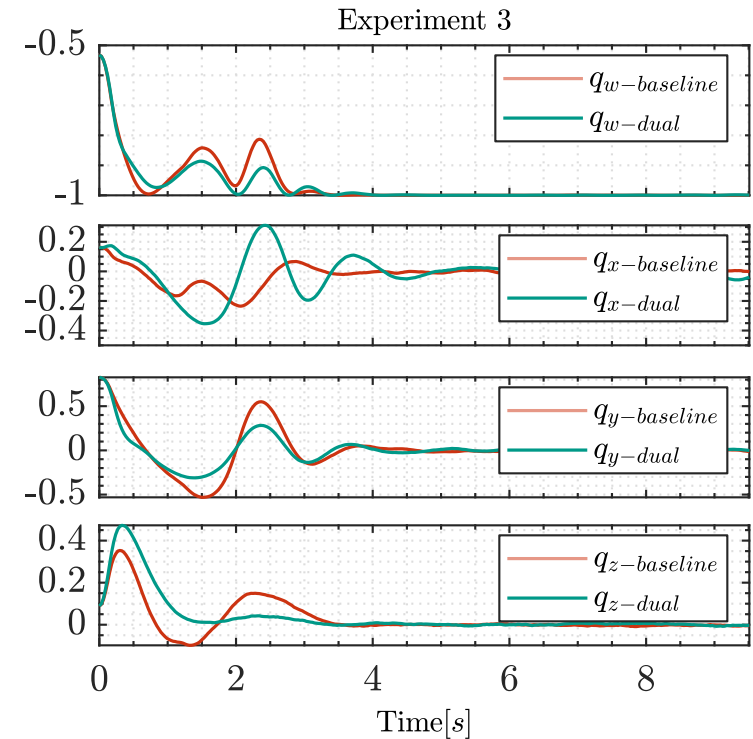 Experiment 3
-0.5
-1
q_{w-baseline}
q_{w-dual}
0.2
0
-0.2
-0.4
q_{x-baseline}
q_{x-dual}
0.5
0
-0.5
q_{y-baseline}
q_{y-dual}
0.4
0.2
0
q_{z-baseline}
q_{z-dual}
0 2 4 6 8
Time[s]